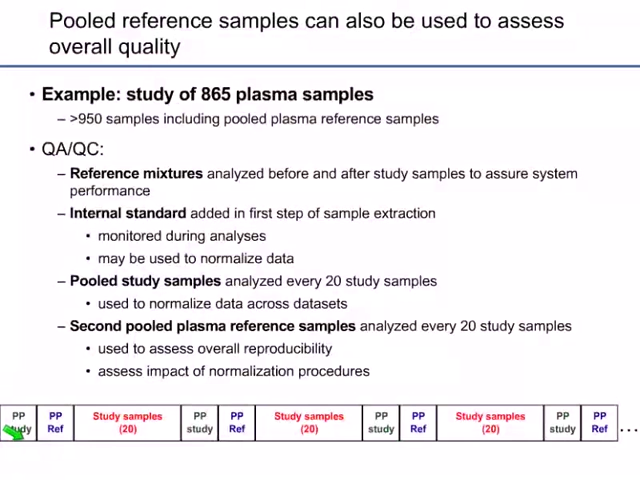 Pooled reference samples can also be used to assess
overall quality
• Example: study of 865 plasma samples
– >950 samples including pooled plasma reference samples
• QA/QC:
– Reference mixtures analyzed before and after study samples to assure system
performance
– Internal standard added in first step of sample extraction
• monitored during analyses
• may be used to normalize data
– Pooled study samples analyzed every 20 study samples
• used to normalize data across datasets
– Second pooled plasma reference samples analyzed every 20 study samples
• used to assess overall reproducibility
• assess impact of normalization procedures
PP PP Study samples PP PP Study samples PP PP Study samples PP PP
study Ref (20) study Ref (20) study Ref (20) study Ref ...